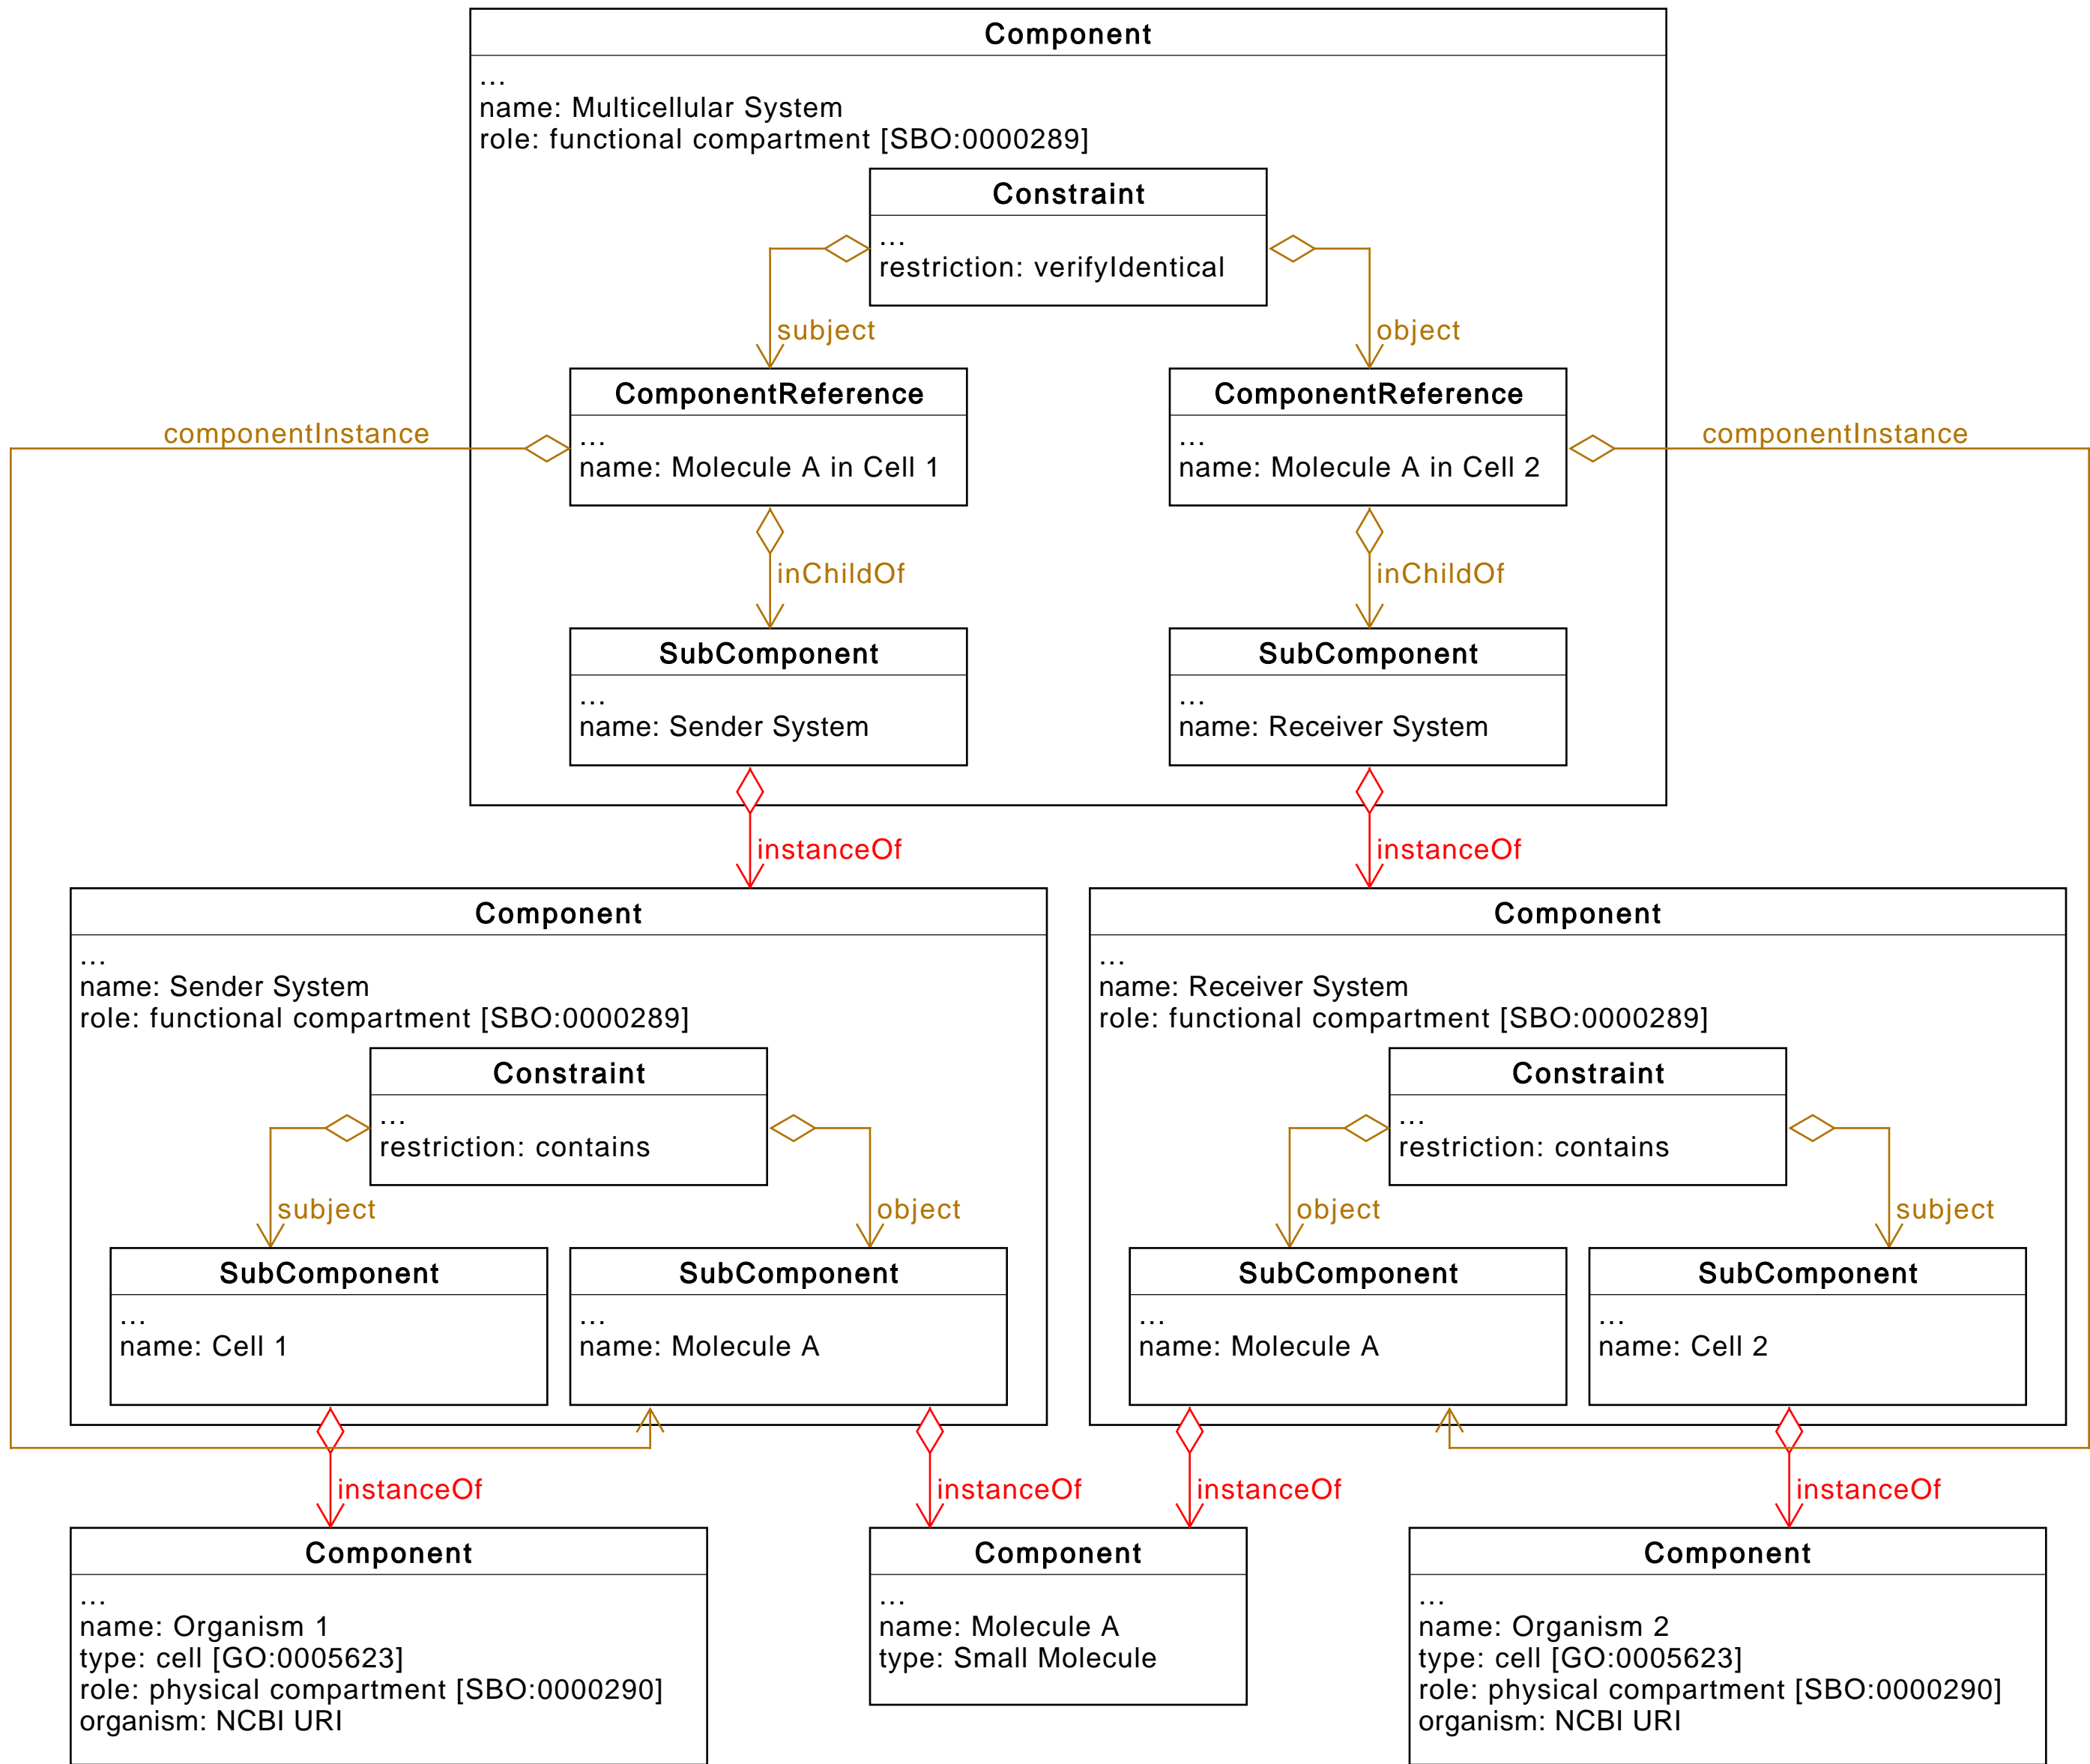 Component
...
name: Multicellular System
role: functional compartment [SBO:0000289]
Constraint
...
restriction: verifyIdentical
subject
object
ComponentReference
...
name: Molecule A in Cell 1
ComponentReference
...
name: Molecule A in Cell 2
componentInstance
componentInstance
inChildOf
inChildOf
SubComponent
...
name: Sender System
SubComponent
...
name: Receiver System
instanceOf
instanceOf
Component
...
name: Sender System
role: functional compartment [SBO:0000289]
Constraint
...
restriction: contains
subject
object
SubComponent
...
name: Cell 1
SubComponent
...
name: Molecule A
Component
...
name: Receiver System
role: functional compartment [SBO:0000289]
Constraint
...
restriction: contains
object
subject
SubComponent
...
name: Molecule A
SubComponent
...
name: Cell 2
instanceOf
instanceOf
instanceOf
instanceOf
Component
...
name: Organism 1
type: cell [GO:0005623]
role: physical compartment [SBO:0000290]
organism: NCBI URI
Component
...
name: Molecule A
type: Small Molecule
Component
...
name: Organism 2
type: cell [GO:0005623]
role: physical compartment [SBO:0000290]
organism: NCBI URI